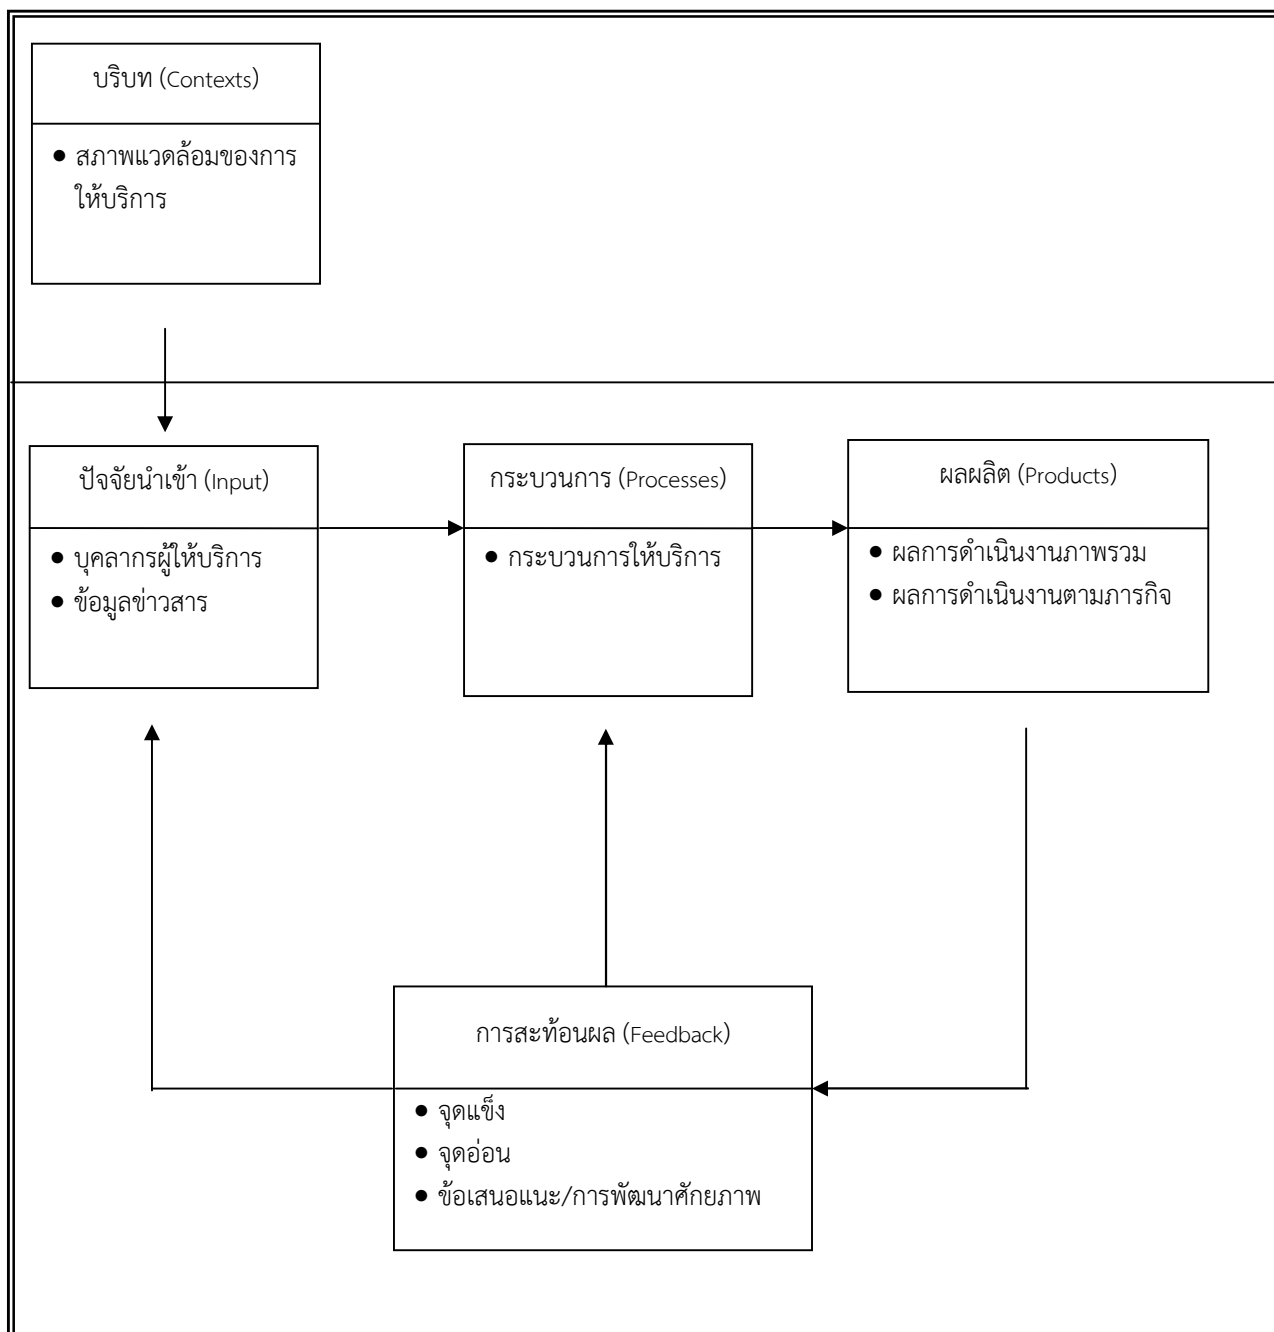 บริบท (Contexts)
● สภาพแวดล้อมของการ
ให้บริการ
ปัจจัยนำเข้า (Input)
● บุคลากรผู้ให้บริการ
● ข้อมูลข่าวสาร
กระบวนการ (Processes)
● กระบวนการให้บริการ
ผลผลิต (Products)
● ผลการดำเนินงานภาพรวม
● ผลการดำเนินงานตามภารกิจ
การสะท้อนผล (Feedback)
● จุดแข็ง
● จุดอ่อน
● ข้อเสนอแนะ/การพัฒนาศักยภาพ